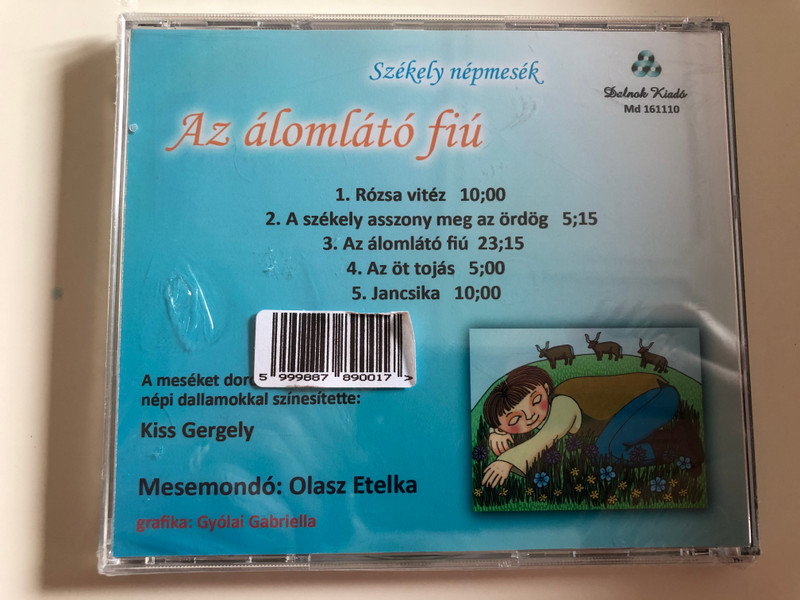 Székely népmesék
Dalnok Kiadó
Md 161110
Az álomlátó fiú
1. Rózsa vitéz 10;00
2. A székely asszony meg az ördög 5;15
3. Az álomlátó fiú 23;15
4. Az öt tojás 5;00
5. Jancsika 10;00
5 999887 890017 >
A meséket
népi dallamokkal színesítette:
Kiss Gergely
Mesemondó: Olasz Etelka
grafika: Gyólai Gabriella